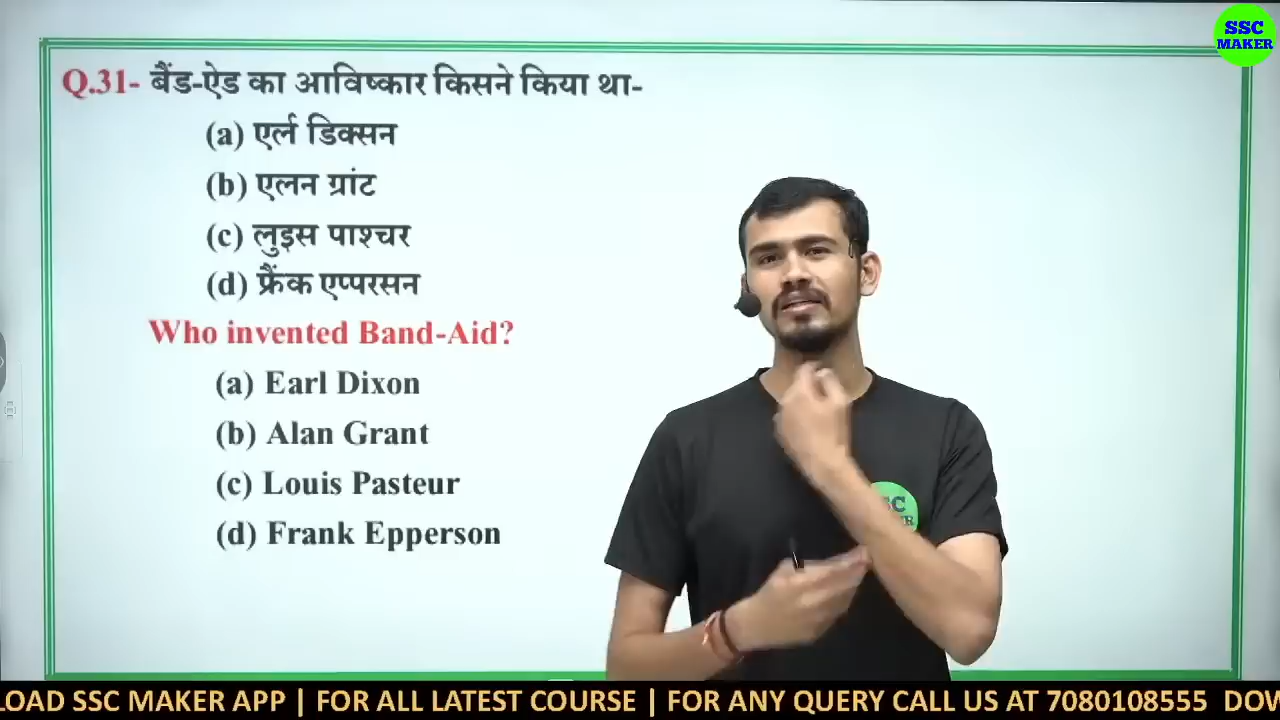 SSC
MAKER
Q.31- बैंड-ऐड का आविष्कार किसने किया था-
(a) एर्ल डिक्सन
(b) एलन ग्रांट
(c) लुइस पाश्चर
(d) फ्रैंक एप्परसन
Who invented Band-Aid?
(a) Earl Dixon
(b) Alan Grant
(c) Louis Pasteur
(d) Frank Epperson
LOAD SSC MAKER APP | FOR ALL LATEST COURSE | FOR ANY QUERY CALL US AT 7080108555 DOW